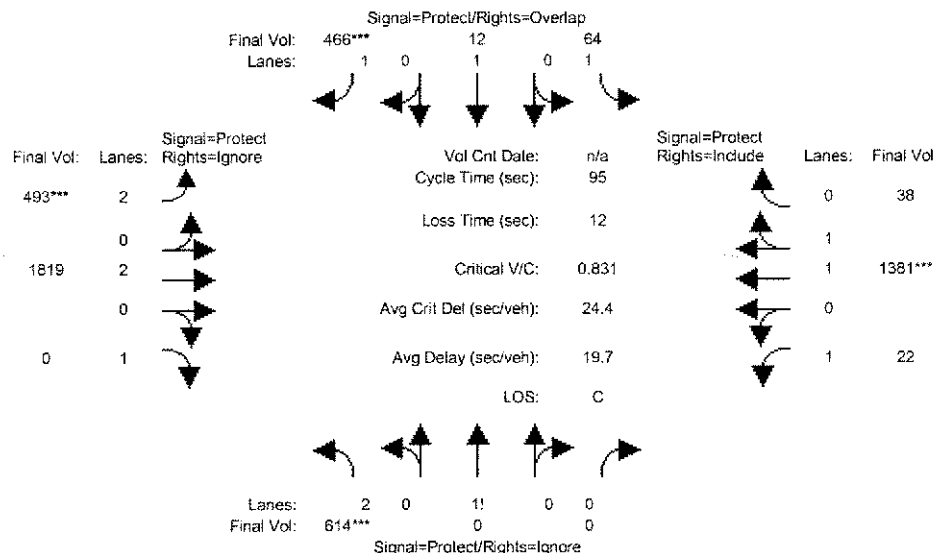 Signal=Protect/Rights=Overlap
Final Vol: 466*** 12 64
Lanes: 1 0 1 0 1
Signal=Protect
Final Vol: Lanes: Rights=Ignore
Vol Cnt Date: n/a
Signal=Protect
Rights=Include Lanes: Final Vol
Cycle Time (sec): 95
493*** 2
0 38
Loss Time (sec): 12
0
1
1819 2
Critical V/C: 0.831
1 1381***
0
Avg Crit Del (sec/veh): 24.4
0
0 1
Avg Delay (sec/veh): 19.7
1 22
LOS: C
Lanes: 2 0 1! 0 0
Final Vol: 614*** 0 0
Signal=Protect/Rights=Ignore